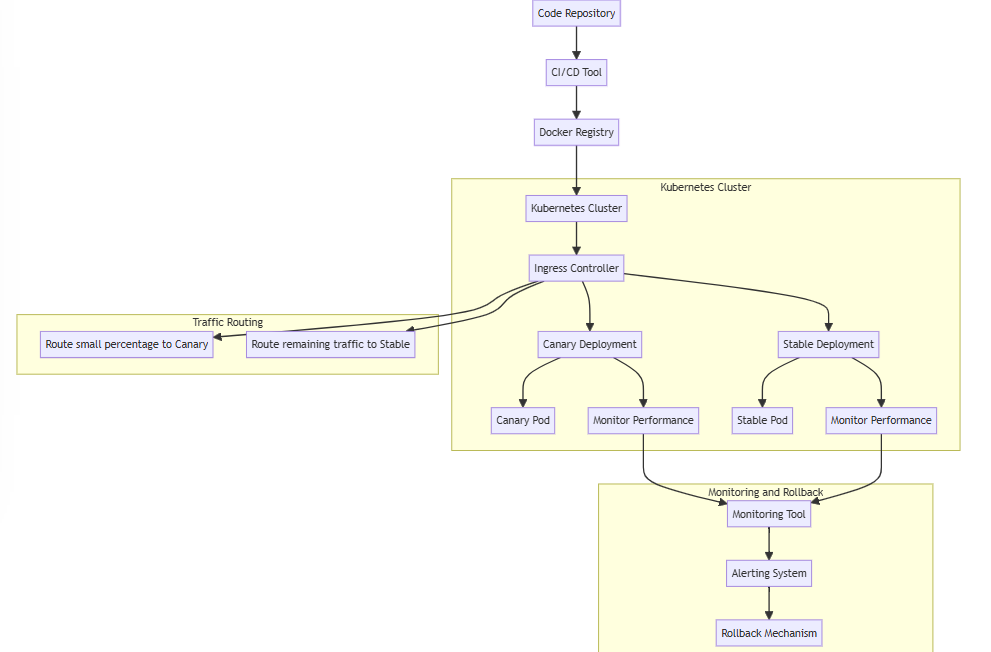 Code Repository
CI/CD Tool
Docker Registry
Kubernetes Cluster
Kubernetes Cluster
Ingress Controller
Traffic Routing
Route small percentage to Canary
Route remaining traffic to Stable
Canary Deployment
Stable Deployment
Canary Pod
Monitor Performance
Stable Pod
Monitor Performance
Monitoring and Rollback
Monitoring Tool
Alerting System
Rollback Mechanism